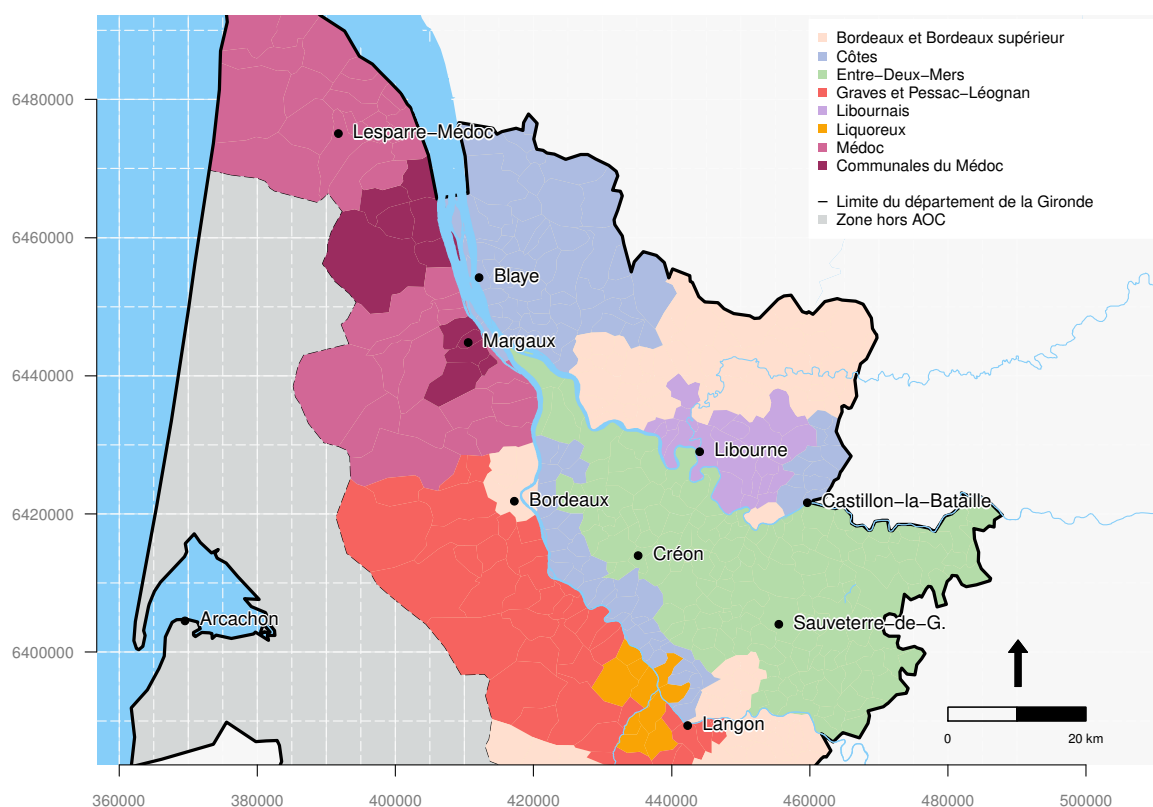 Bordeaux et Bordeaux supérieur
Côtes
Entre−Deux−Mers
Graves et Pessac−Léognan
Libournais
Liquoreux
Médoc
Communales du Médoc
Limite du département de la Gironde
Zone hors AOC
6480000
6460000
6440000
6420000
6400000
Lesparre−Médoc
Blaye
Margaux
Libourne
Bordeaux
Castillon−la−Bataille
Créon
Arcachon
Sauveterre−de−G.
Langon
0
20 km
360000
380000
400000
420000
440000
460000
480000
500000